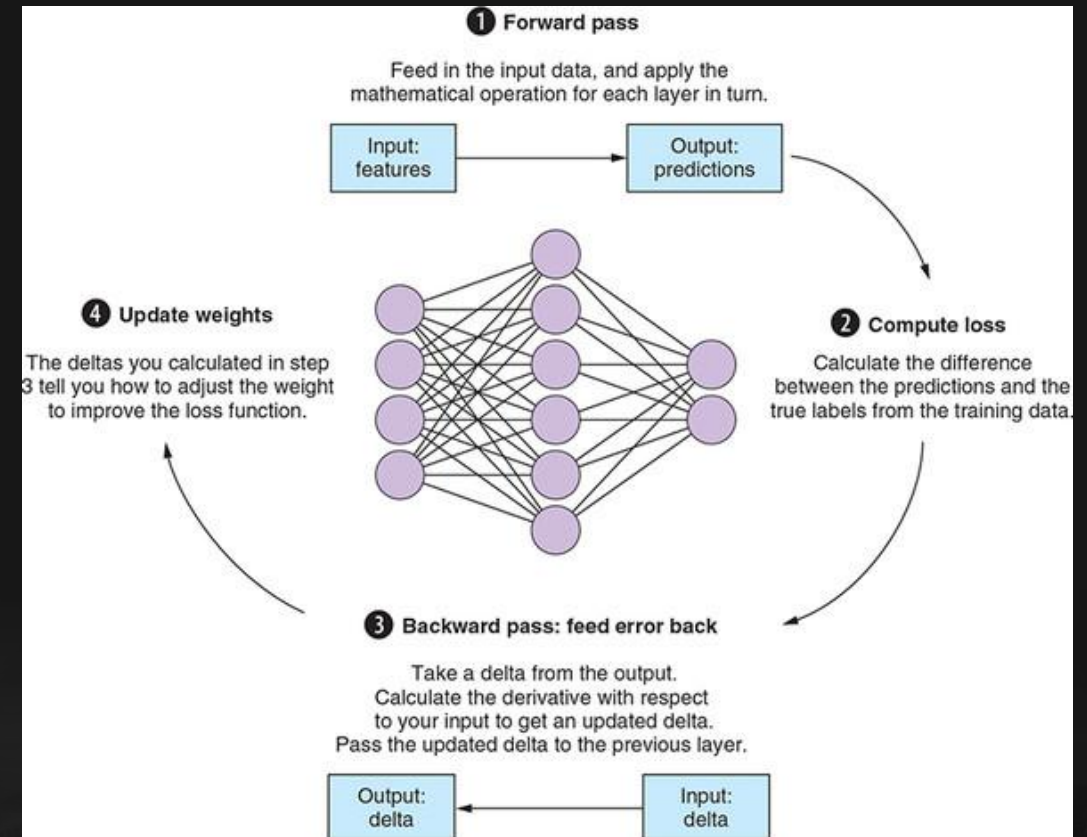 1 Forward pass
Feed in the input data, and apply the
mathematical operation for each layer in turn.
Input:
features
Output:
predictions
2 Compute loss
Calculate the difference
between the predictions and the
true labels from the training data.
3 Backward pass: feed error back
Take a delta from the output.
Calculate the derivative with respect
to your input to get an updated delta.
Pass the updated delta to the previous layer.
Output:
delta
Input:
delta
4 Update weights
The deltas you calculated in step
3 tell you how to adjust the weight
to improve the loss function.